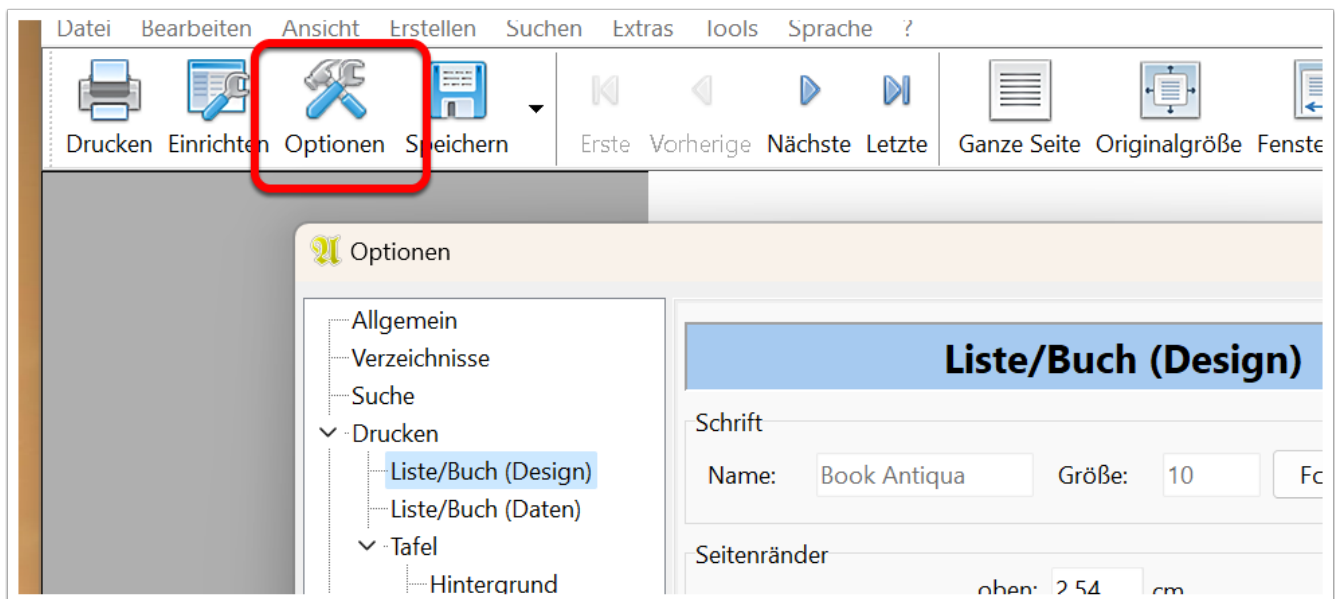 Datei Bearbeiten Ansicht Erstellen Suchen Extras Tools Sprache ?
Drucken Einrichten Optionen Speichern Erste Vorherige Nächste Letzte Ganze Seite Originalgröße Fenste
Optionen
Allgemein
Verzeichnisse
Suche
Drucken
Liste/Buch (Design)
Liste/Buch (Daten)
Tafel
Hintergrund
Liste/Buch (Design)
Schrift
Name: Book Antiqua Größe: 10
Seitenränder
oben: 2,54 cm